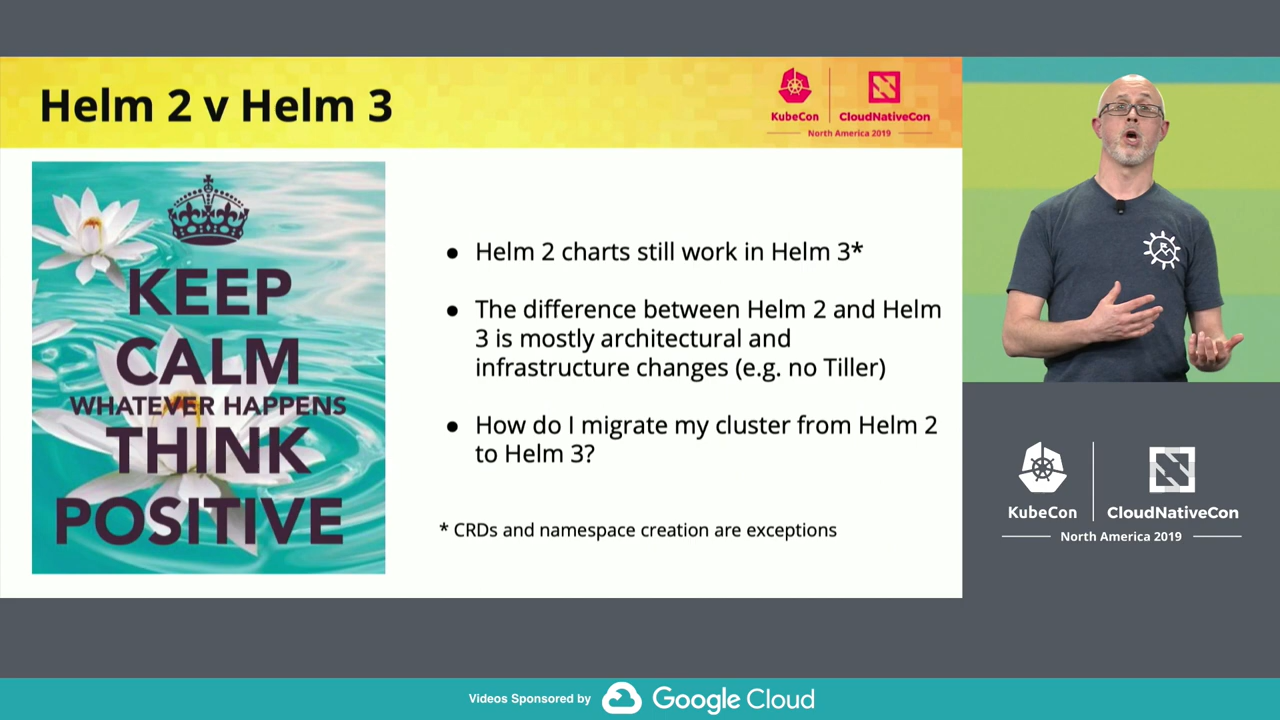 Helm 2 v Helm 3
KubeCon
CloudNativeCon
North America 2019
KEEP
CALM
WHATEVER HAPPENS
THINK
POSITIVE
● Helm 2 charts still work in Helm 3*
● The difference between Helm 2 and Helm
3 is mostly architectural and
infrastructure changes (e.g. no Tiller)
● How do I migrate my cluster from Helm 2
to Helm 3?
* CRDs and namespace creation are exceptions
KubeCon
CloudNativeCon
North America 2019
Videos Sponsored by
Google Cloud